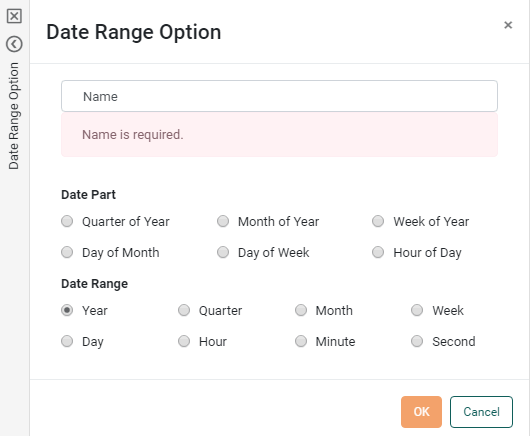 Date Range Option
Date Range Option
×
Name
Name is required.
Date Part
Quarter of Year Month of Year Week of Year
Day of Month Day of Week Hour of Day
Date Range
Year Quarter Month Week
Day Hour Minute Second
OK Cancel